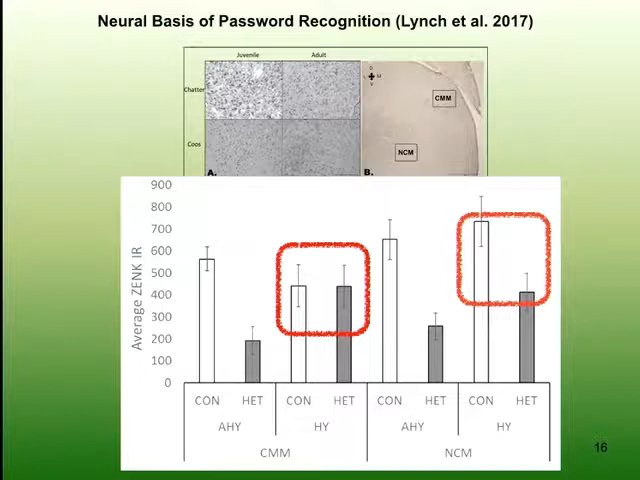 Neural Basis of Password Recognition (Lynch et al. 2017)
Juvenile Adult
Chatter
Coos
A.
D
L M
V
CMM
NCM
B.
Average ZENK IR
900
800
700
600
500
400
300
200
100
0
CON HET CON HET CON HET CON HET
AHY HY AHY HY
CMM NCM
16